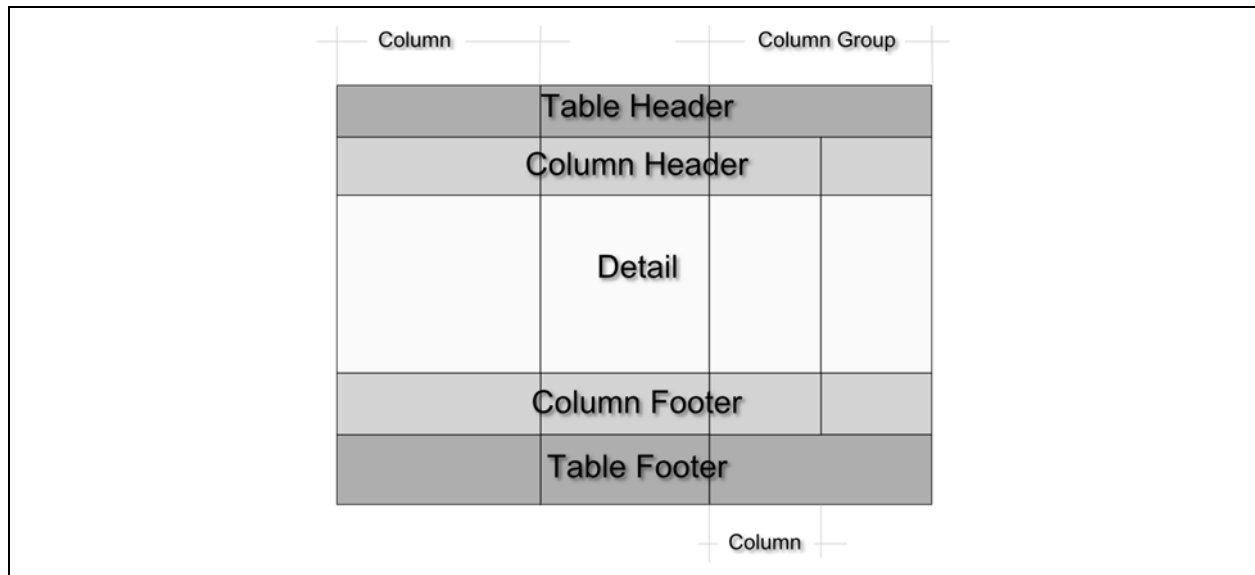 Column
Column Group
Table Header
Column Header
Detail
Column Footer
Table Footer
Column